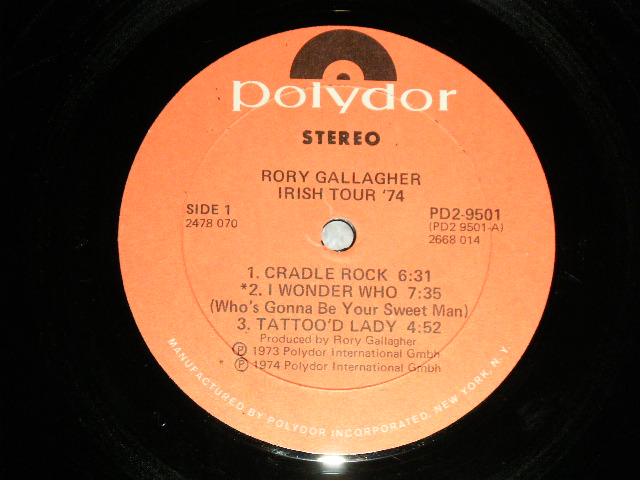 polydor
STEREO
RORY GALLAGHER
IRISH TOUR '74
SIDE 1
2478 070
PD2-9501
(PD2 9501-A)
2668 014
1. CRADLE ROCK 6:31
*2. I WONDER WHO 7:35
(Who's Gonna Be Your Sweet Man)
3. TATTOO'D LADY 4:52
Produced by Rory Gallagher
Ⓟ 1973 Polydor International Gmbh
*Ⓟ 1974 Polydor International Gmbh
MANUFACTURED BY POLYDOR INCORPORATED, NEW YORK, N.Y.